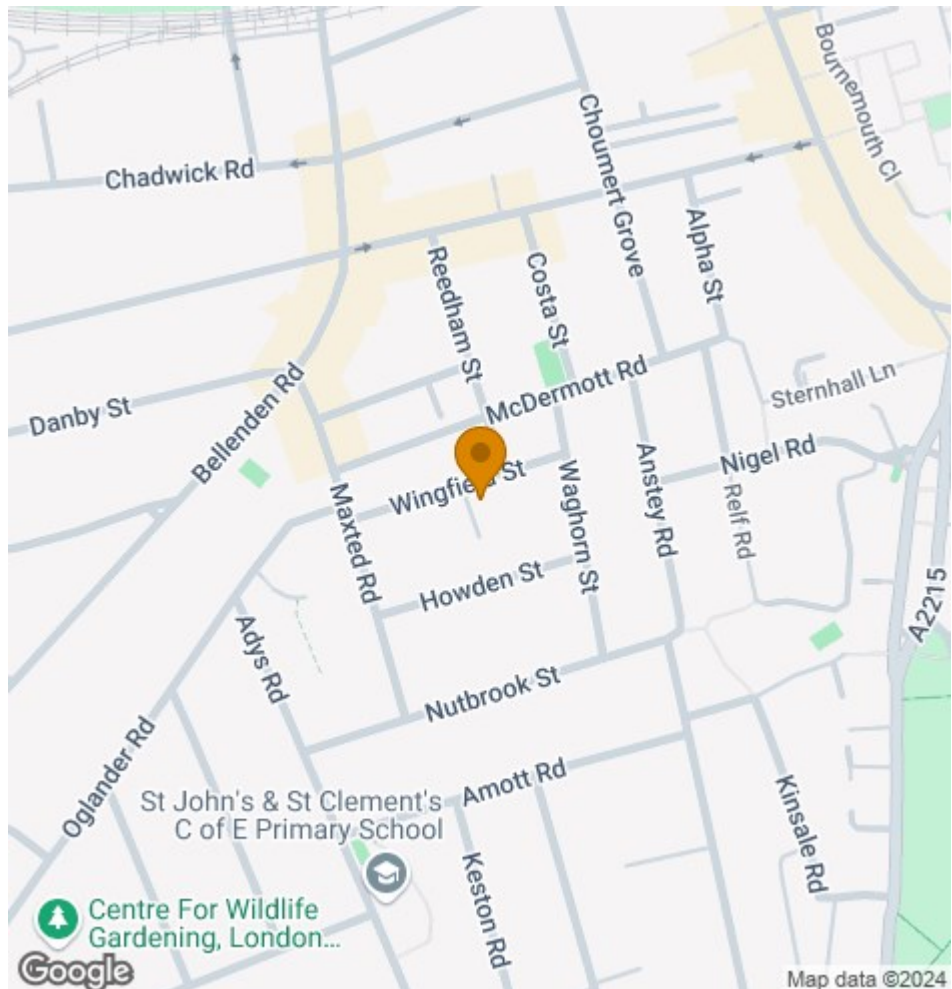 Bournemouth Cl
Choumert Grove
Chadwick Rd
Alpha St
Reedham St
Costa St
Sternhall Ln
McDermott Rd
Danby St
Bellenden Rd
Nigel Rd
Wingfield St
Waghorn St
Anstey Rd
Relf Rd
Maxted Rd
Howden St
A2215
Adys Rd
Nutbrook St
Oglander Rd
Amott Rd
Kinsale Rd
St John's & St Clement's
C of E Primary School
Keston Rd
Centre For Wildlife
Gardening, London...
Google
Map data ©2024